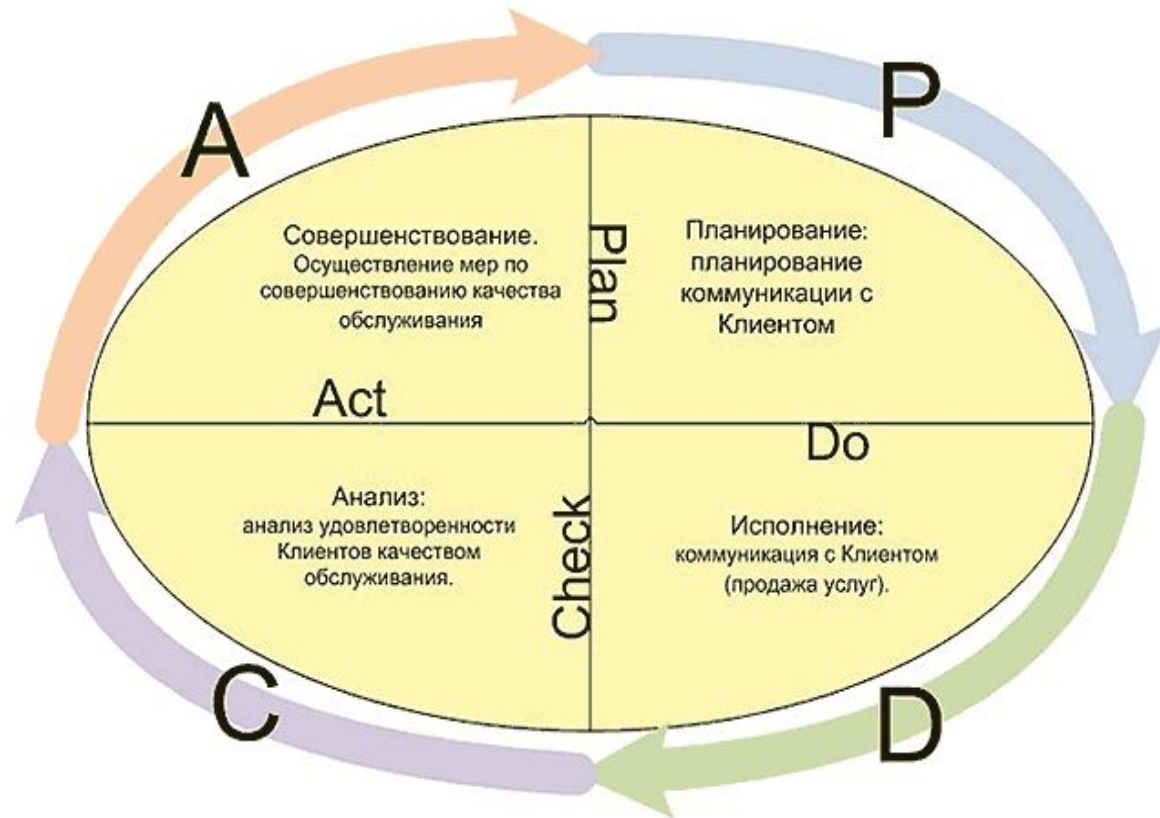 A
P
Совершенствование.
Осуществление мер по
совершенствованию качества
обслуживания
Plan
Планирование:
планирование
коммуникации с
Клиентом
Act
Do
Анализ:
анализ удовлетворенности
Клиентов качеством
обслуживания.
Check
Исполнение:
коммуникация с Клиентом
(продажа услуг).
C
D